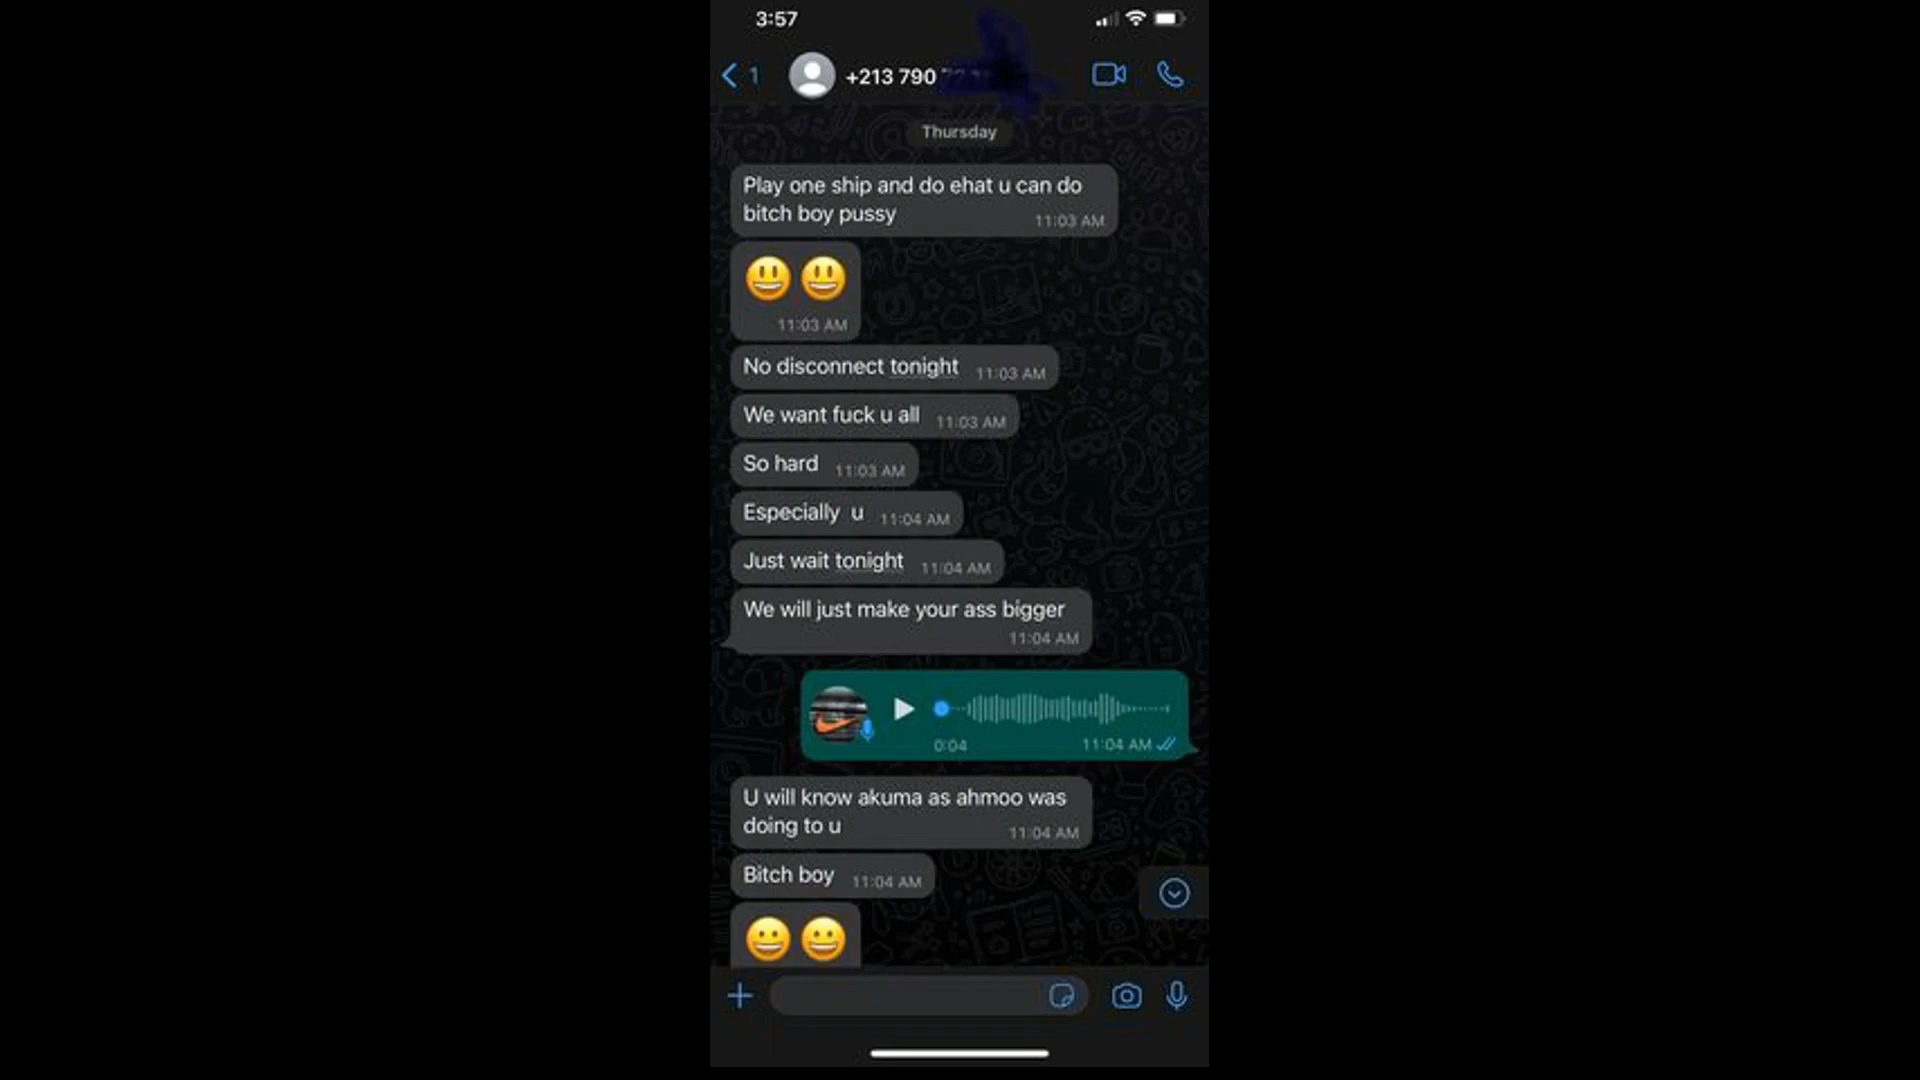 3:57
1
+213 790
Thursday
Play one ship and do ehat u can do
bitch boy pussy
11:03 AM
😃😃
11:03 AM
No disconnect tonight 11:03 AM
We want fuck u all 11:03 AM
So hard 11:03 AM
Especially u 11:04 AM
Just wait tonight 11:04 AM
We will just make your ass bigger
11:04 AM
0:04 11:04 AM
U will know akuma as ahmoo was
doing to u 11:04 AM
Bitch boy 11:04 AM
😀😀